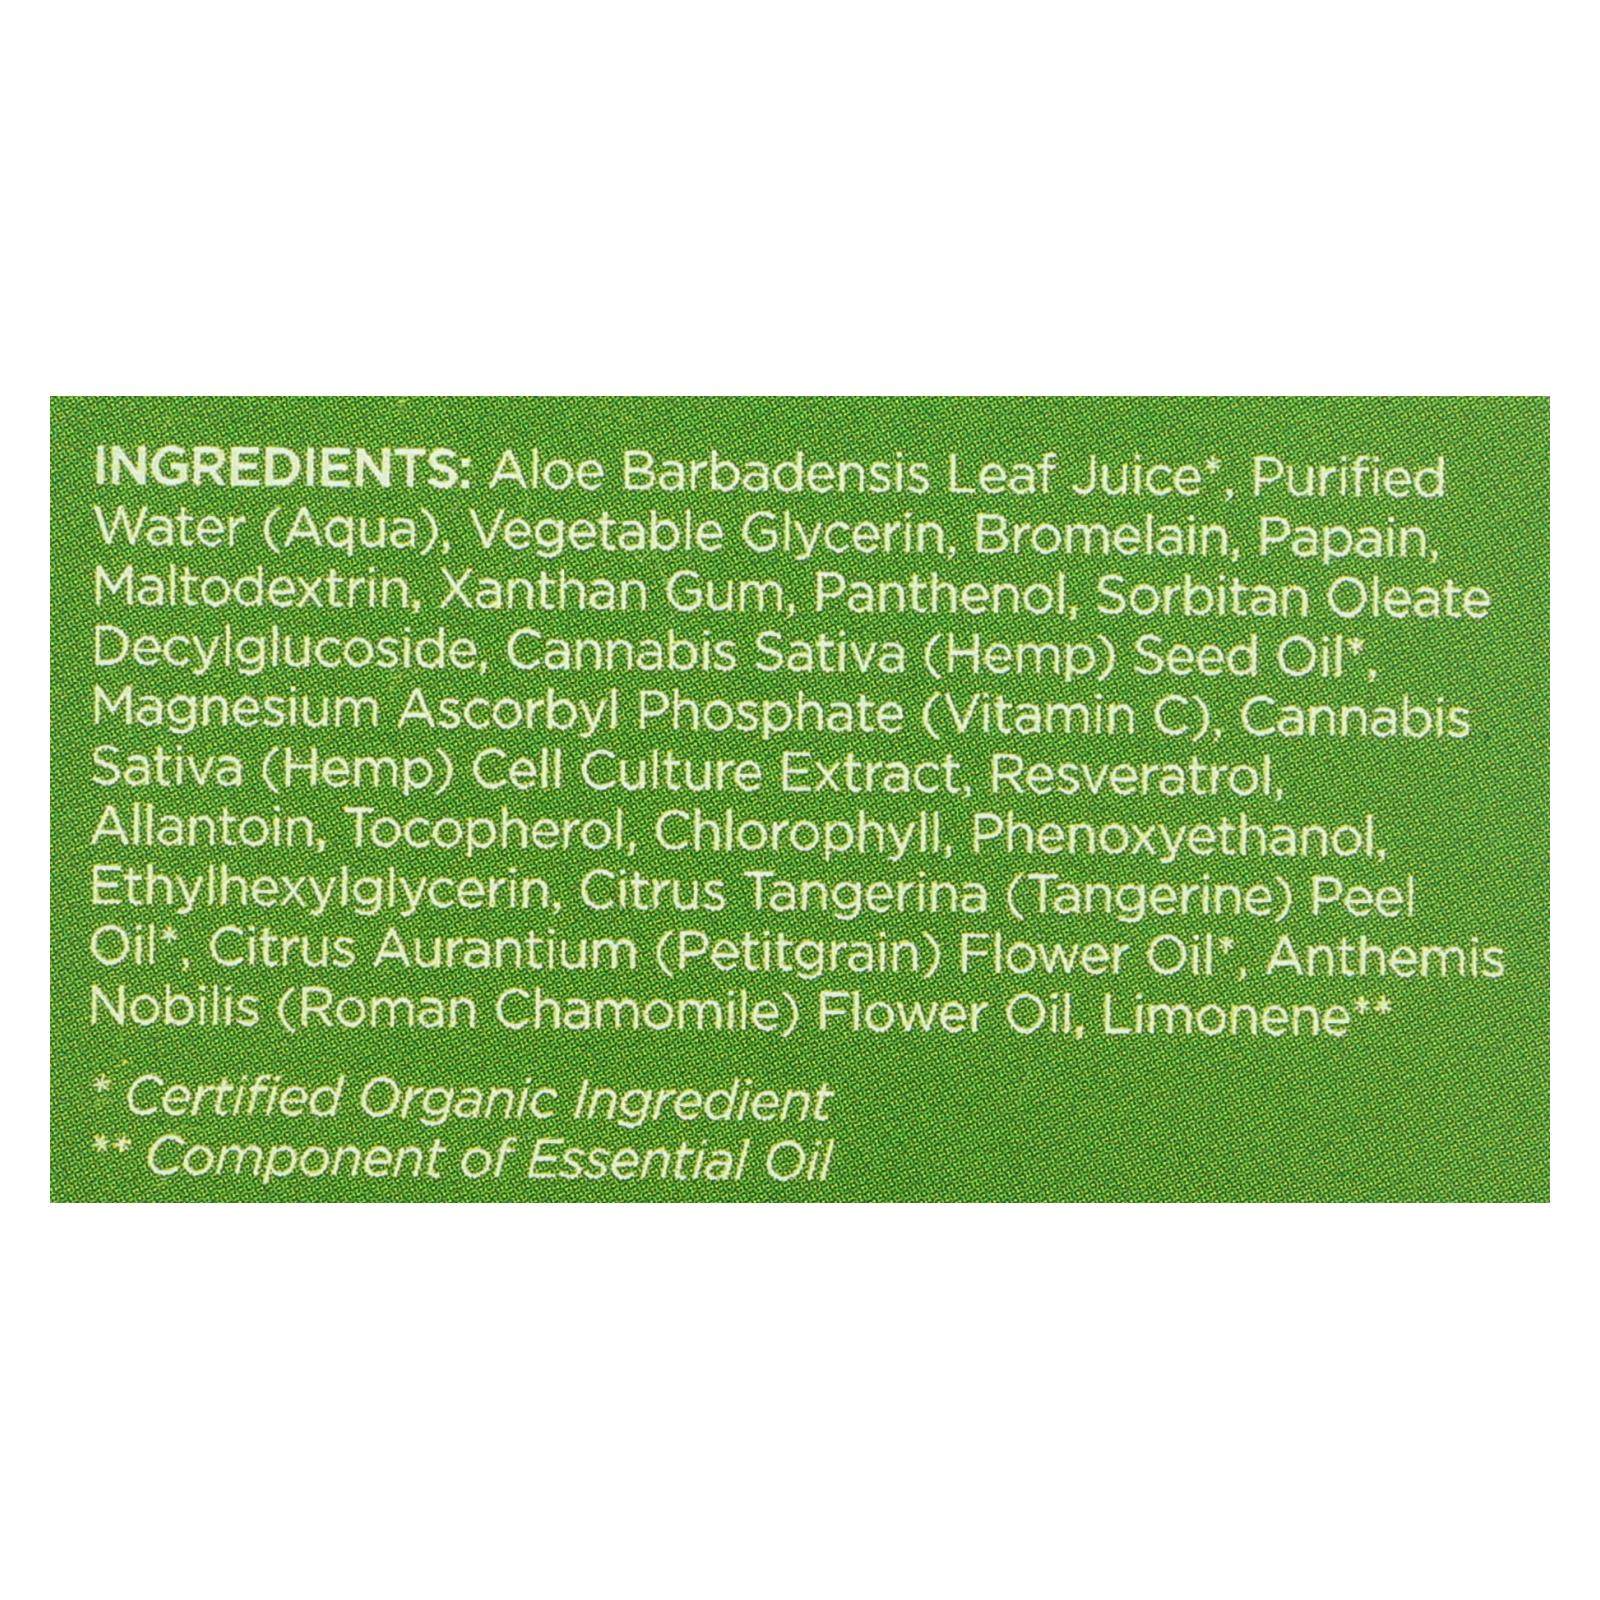 INGREDIENTS: Aloe Barbadensis Leaf Juice*, Purified
Water (Aqua), Vegetable Glycerin, Bromelain, Papain,
Maltodextrin, Xanthan Gum, Panthenol, Sorbitan Oleate
Decylglucoside, Cannabis Sativa (Hemp) Seed Oil*,
Magnesium Ascorbyl Phosphate (Vitamin C), Cannabis
Sativa (Hemp) Cell Culture Extract, Resveratrol,
Allantoin, Tocopherol, Chlorophyll, Phenoxyethanol,
Ethylhexylglycerin, Citrus Tangerina (Tangerine) Peel
Oil*, Citrus Aurantium (Petitgrain) Flower Oil*, Anthemis
Nobilis (Roman Chamomile) Flower Oil, Limonene**
* Certified Organic Ingredient
** Component of Essential Oil